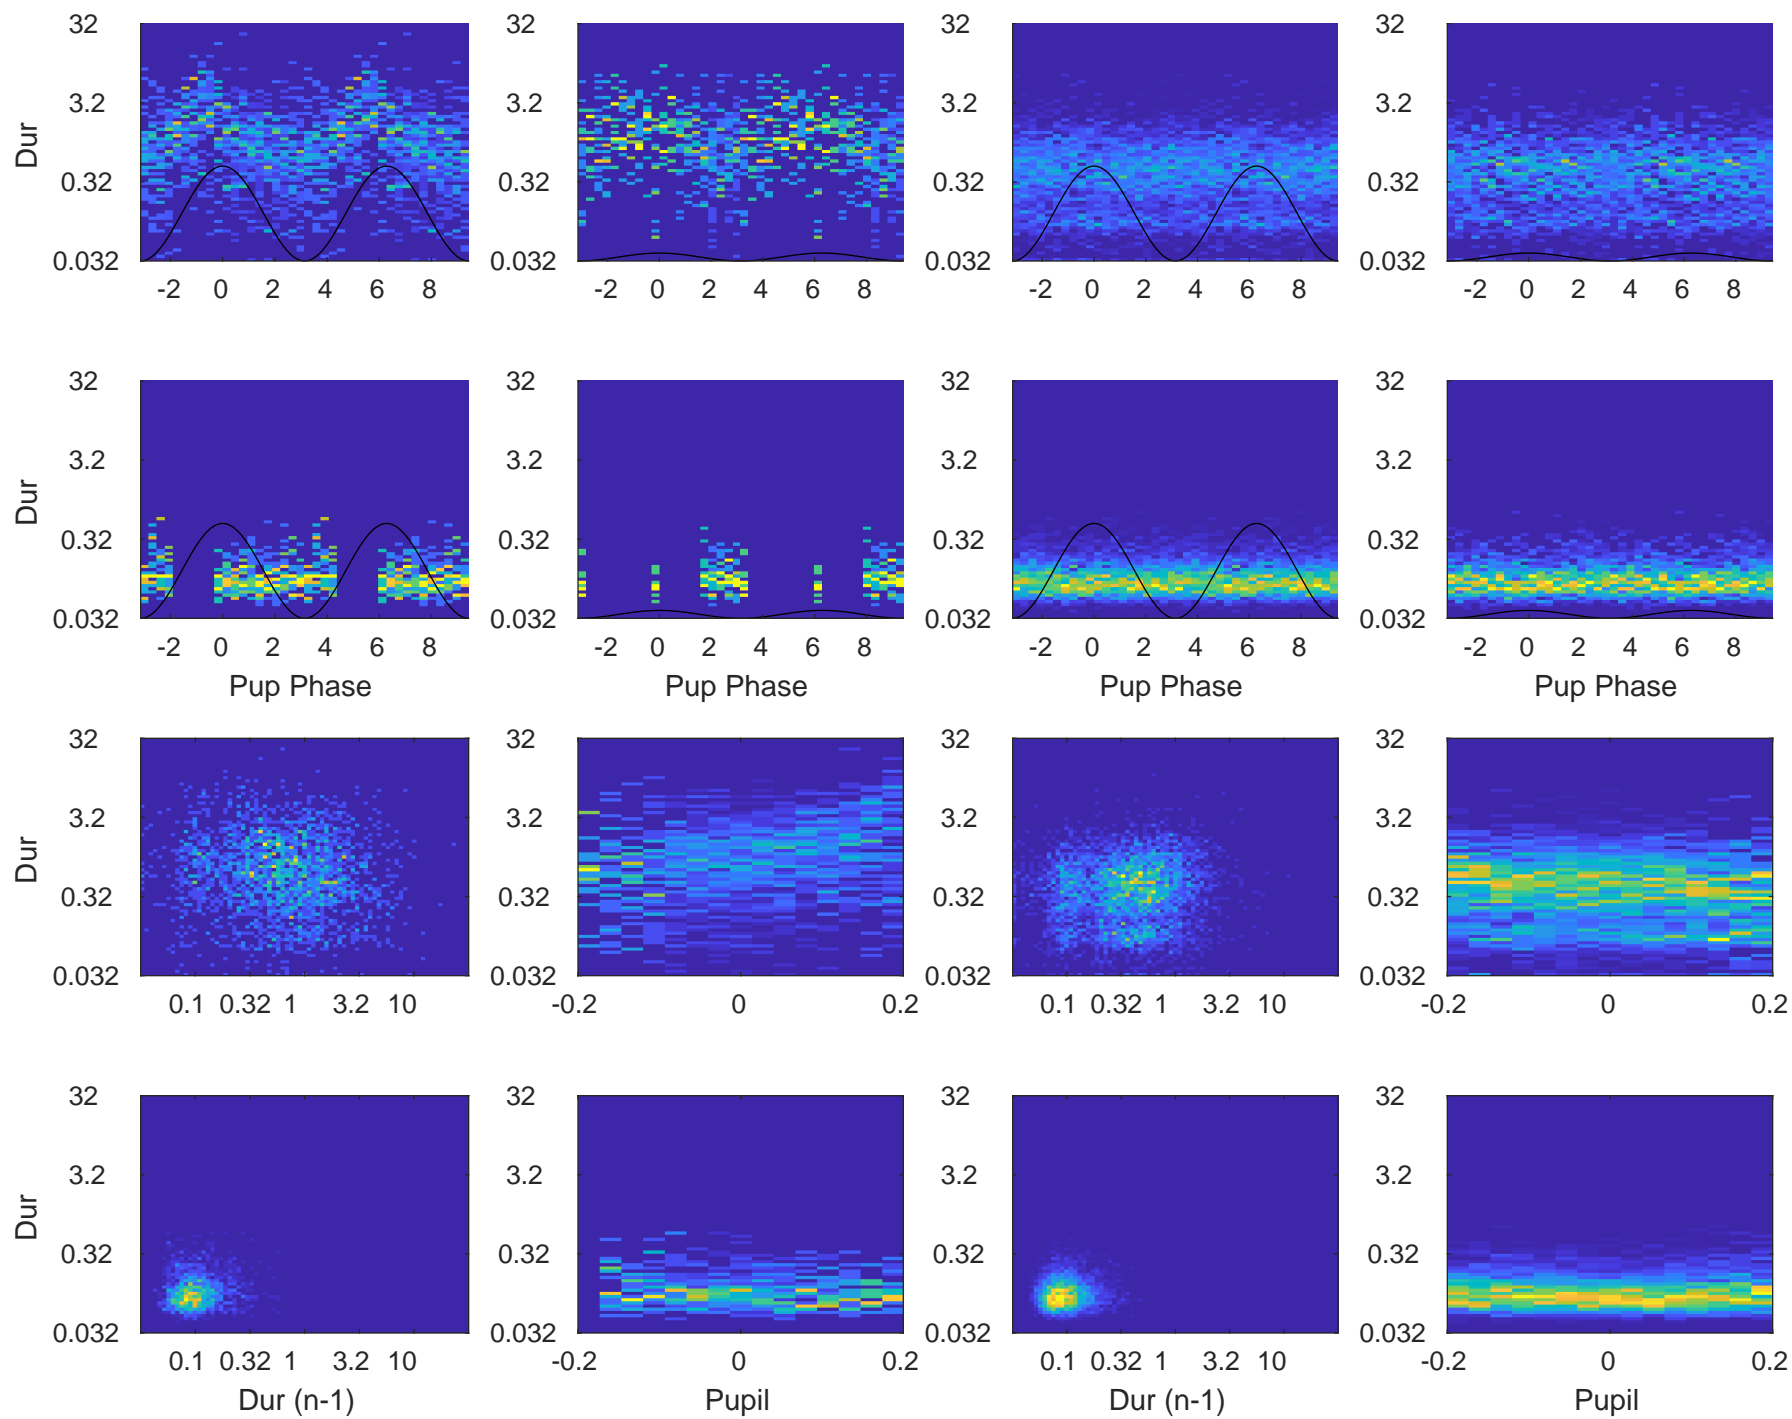 32 32 32 32
3.2 3.2 3.2 3.2
Dur
0.32 0.32 0.32 0.32
0.032 0.032 0.032 0.032
-2 0 2 4 6 8 -2 0 2 4 6 8 -2 0 2 4 6 8 -2 0 2 4 6 8
32 32 32 32
3.2 3.2 3.2 3.2
Dur
0.32 0.32 0.32 0.32
0.032 0.032 0.032 0.032
-2 0 2 4 6 8 -2 0 2 4 6 8 -2 0 2 4 6 8 -2 0 2 4 6 8
Pup Phase Pup Phase Pup Phase Pup Phase
32 32 32 32
3.2 3.2 3.2 3.2
Dur
0.32 0.32 0.32 0.32
0.032 0.032 0.032 0.032
0.1 0.32 1 3.2 10 -0.2 0 0.2 0.1 0.32 1 3.2 10 -0.2 0 0.2
32 32 32 32
3.2 3.2 3.2 3.2
Dur
0.32 0.32 0.32 0.32
0.032 0.032 0.032 0.032
0.1 0.32 1 3.2 10 -0.2 0 0.2 0.1 0.32 1 3.2 10 -0.2 0 0.2
Dur (n-1) Pupil Dur (n-1) Pupil